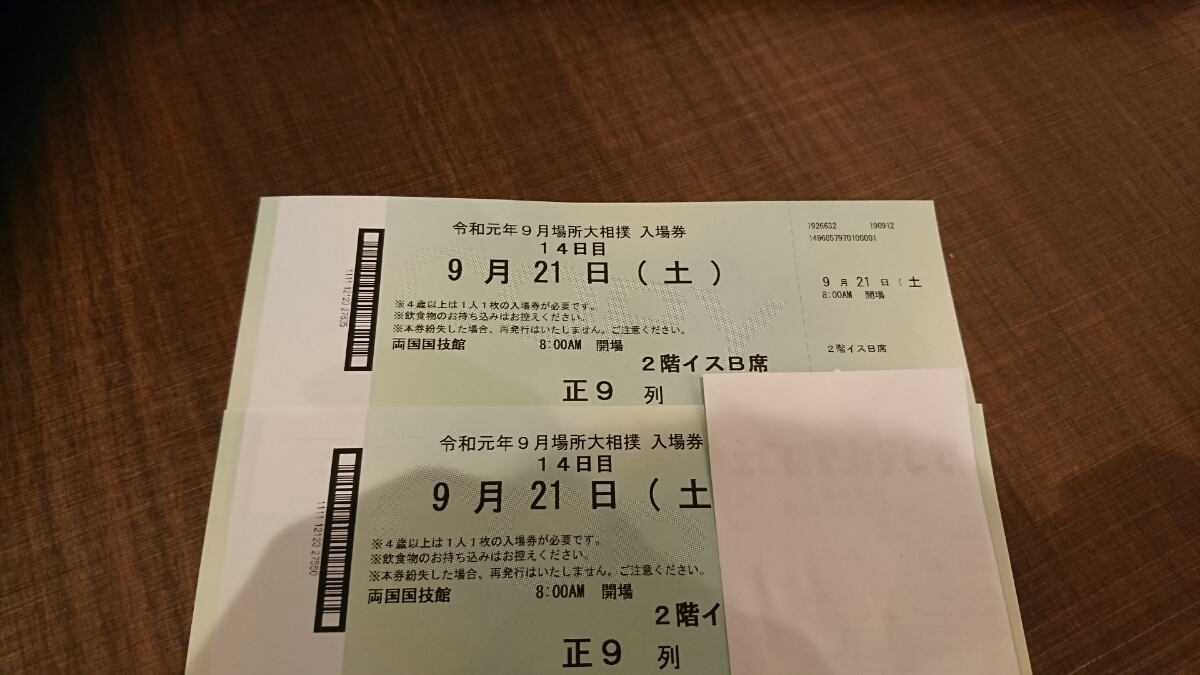 令和元年9月場所大相撲 入場券
14日目
9月21日(土)
※4歳以上は1人1枚の入場券が必要です。
※飲食物のお持ち込みはお控えください。
※本券紛失した場合、再発行はいたしません。ご注意ください。
両国国技館 8:00AM 開場
2階イスB席
正9 列
1926632 190912
1496057970100001
9月21日(土
8:00AM 開場
2階イスB席
令和元年9月場所大相撲 入場券
14日目
9月21日(土
※4歳以上は1人1枚の入場券が必要です。
※飲食物のお持ち込みはお控えください。
※本券紛失した場合、再発行はいたしません。ご注意ください。
両国国技館 8:00AM 開場
2階イ
正9 列
1111 12123 27550